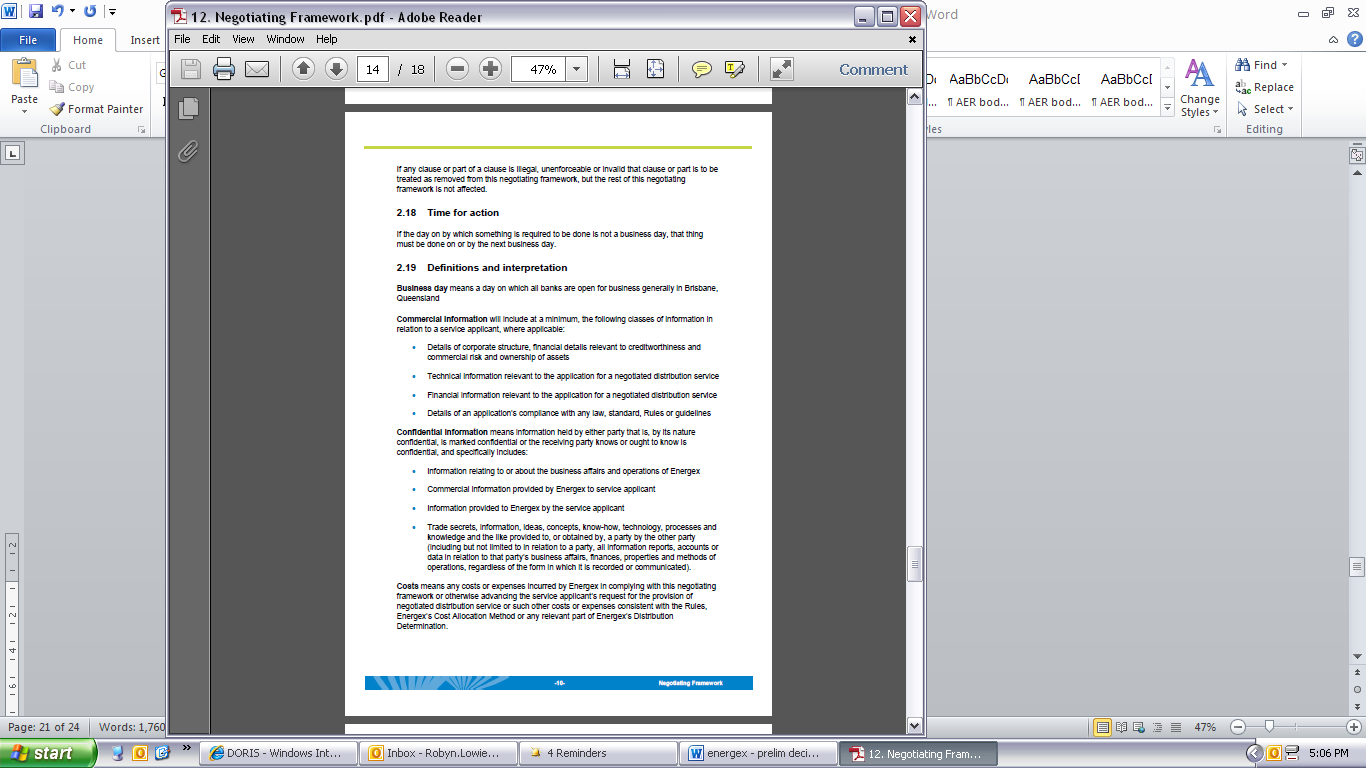 12. Negotiating Framework.pdf - Adobe Reader
Word
File Edit View Window Help
File Home Insert
14 / 18 47% Comment
Paste
Cut
Copy
Format Painter
Clipboard
AaBbCcDc AaBbCc[ AaBbCc[
¶ AER bod... ¶ AER bod... ¶ AER bod...
Change Styles
Find
Replace
Select
Editing
If any clause or part of a clause is illegal, unenforceable or invalid that clause or part is to be
treated as removed from this negotiating framework, but the rest of this negotiating
framework is not affected.
2.18 Time for action
If the day on by which something is required to be done is not a business day, that thing
must be done on or by the next business day.
2.19 Definitions and interpretation
Business day means a day on which all banks are open for business generally in Brisbane,
Queensland
Commercial information will include at a minimum, the following classes of information in
relation to a service applicant, where applicable:
• Details of corporate structure, financial details relevant to creditworthiness and
commercial risk and ownership of assets
• Technical information relevant to the application for a negotiated distribution service
• Financial information relevant to the application for a negotiated distribution service
• Details of an application's compliance with any law, standard, Rules or guidelines
Confidential information means information held by either party that is, by its nature
confidential, is marked confidential or the receiving party knows or ought to know is
confidential, and specifically includes:
• Information relating to or about the business affairs and operations of Energex
• Commercial information provided by Energex to service applicant
• Information provided to Energex by the service applicant
• Trade secrets, information, ideas, concepts, know-how, technology, processes and
knowledge and the like provided to, or obtained by, a party by the other party
(including but not limited to in relation to a party, all information reports, accounts or
data in relation to that party's business affairs, finances, properties and methods of
operations, regardless of the form in which it is recorded or communicated).
Costs means any costs or expenses incurred by Energex in complying with this negotiating
framework or otherwise advancing the service applicant's request for the provision of
negotiated distribution service or such other costs or expenses consistent with the Rules,
Energex's Cost Allocation Method or any relevant part of Energex's Distribution
Determination.
-10- Negotiating Framework
Page: 21 of 24 Words: 1,760 47%
start DORIS - Windows Int... Inbox - Robyn.Lowie... 4 Reminders energex - prelim deci... 12. Negotiating Fram... 5:06 PM